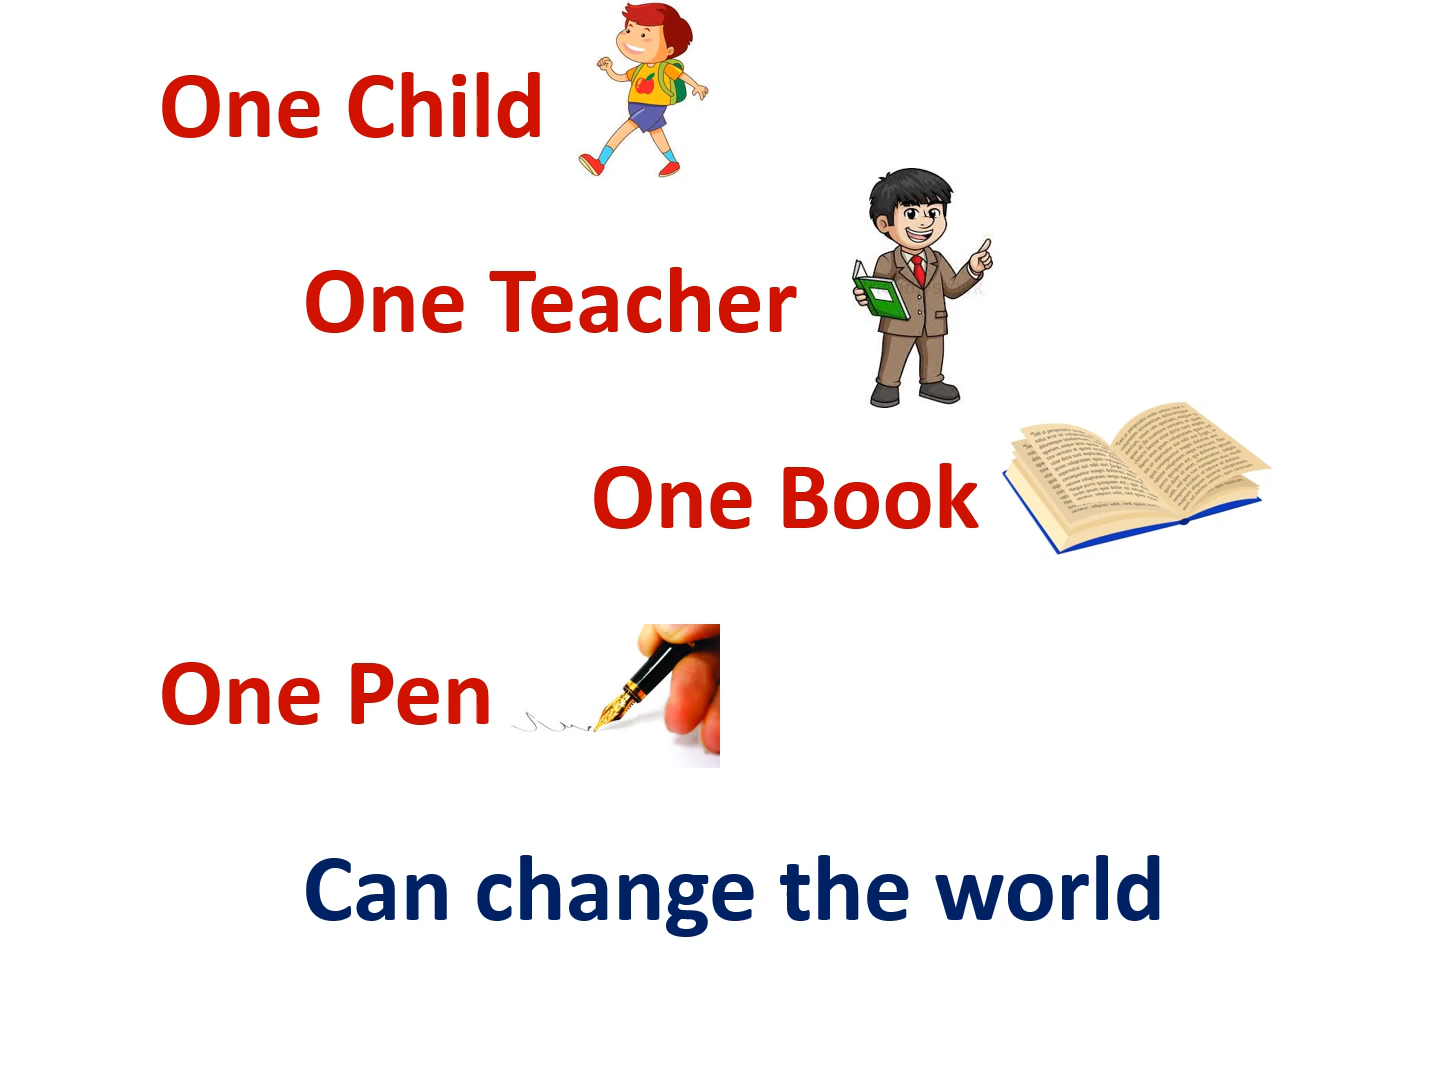 One Child
One Teacher
One Book
One Pen
Can change the world